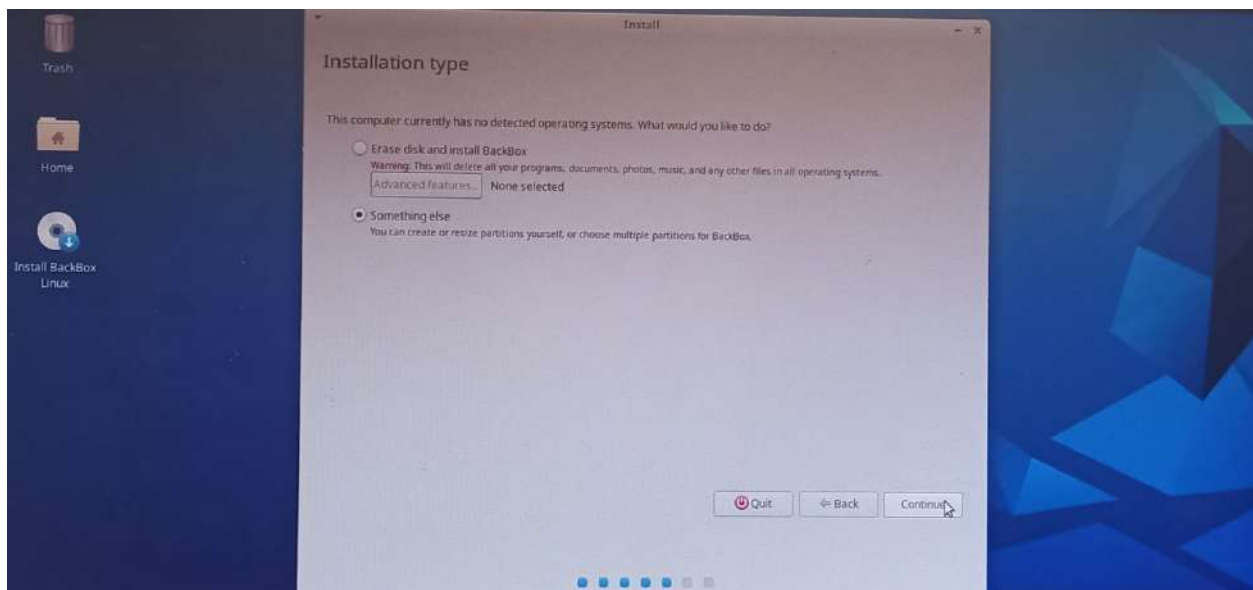 Install
Trash
Installation type
This computer currently has no detected operating systems. What would you like to do?
Erase disk and install BackBox
Warning: This will delete all your programs, documents, photos, music, and any other files in all operating systems.
Advanced features... None selected
Something else
You can create or resize partitions yourself, or choose multiple partitions for BackBox.
Home
Install BackBox
Linux
Quit
Back
Continue